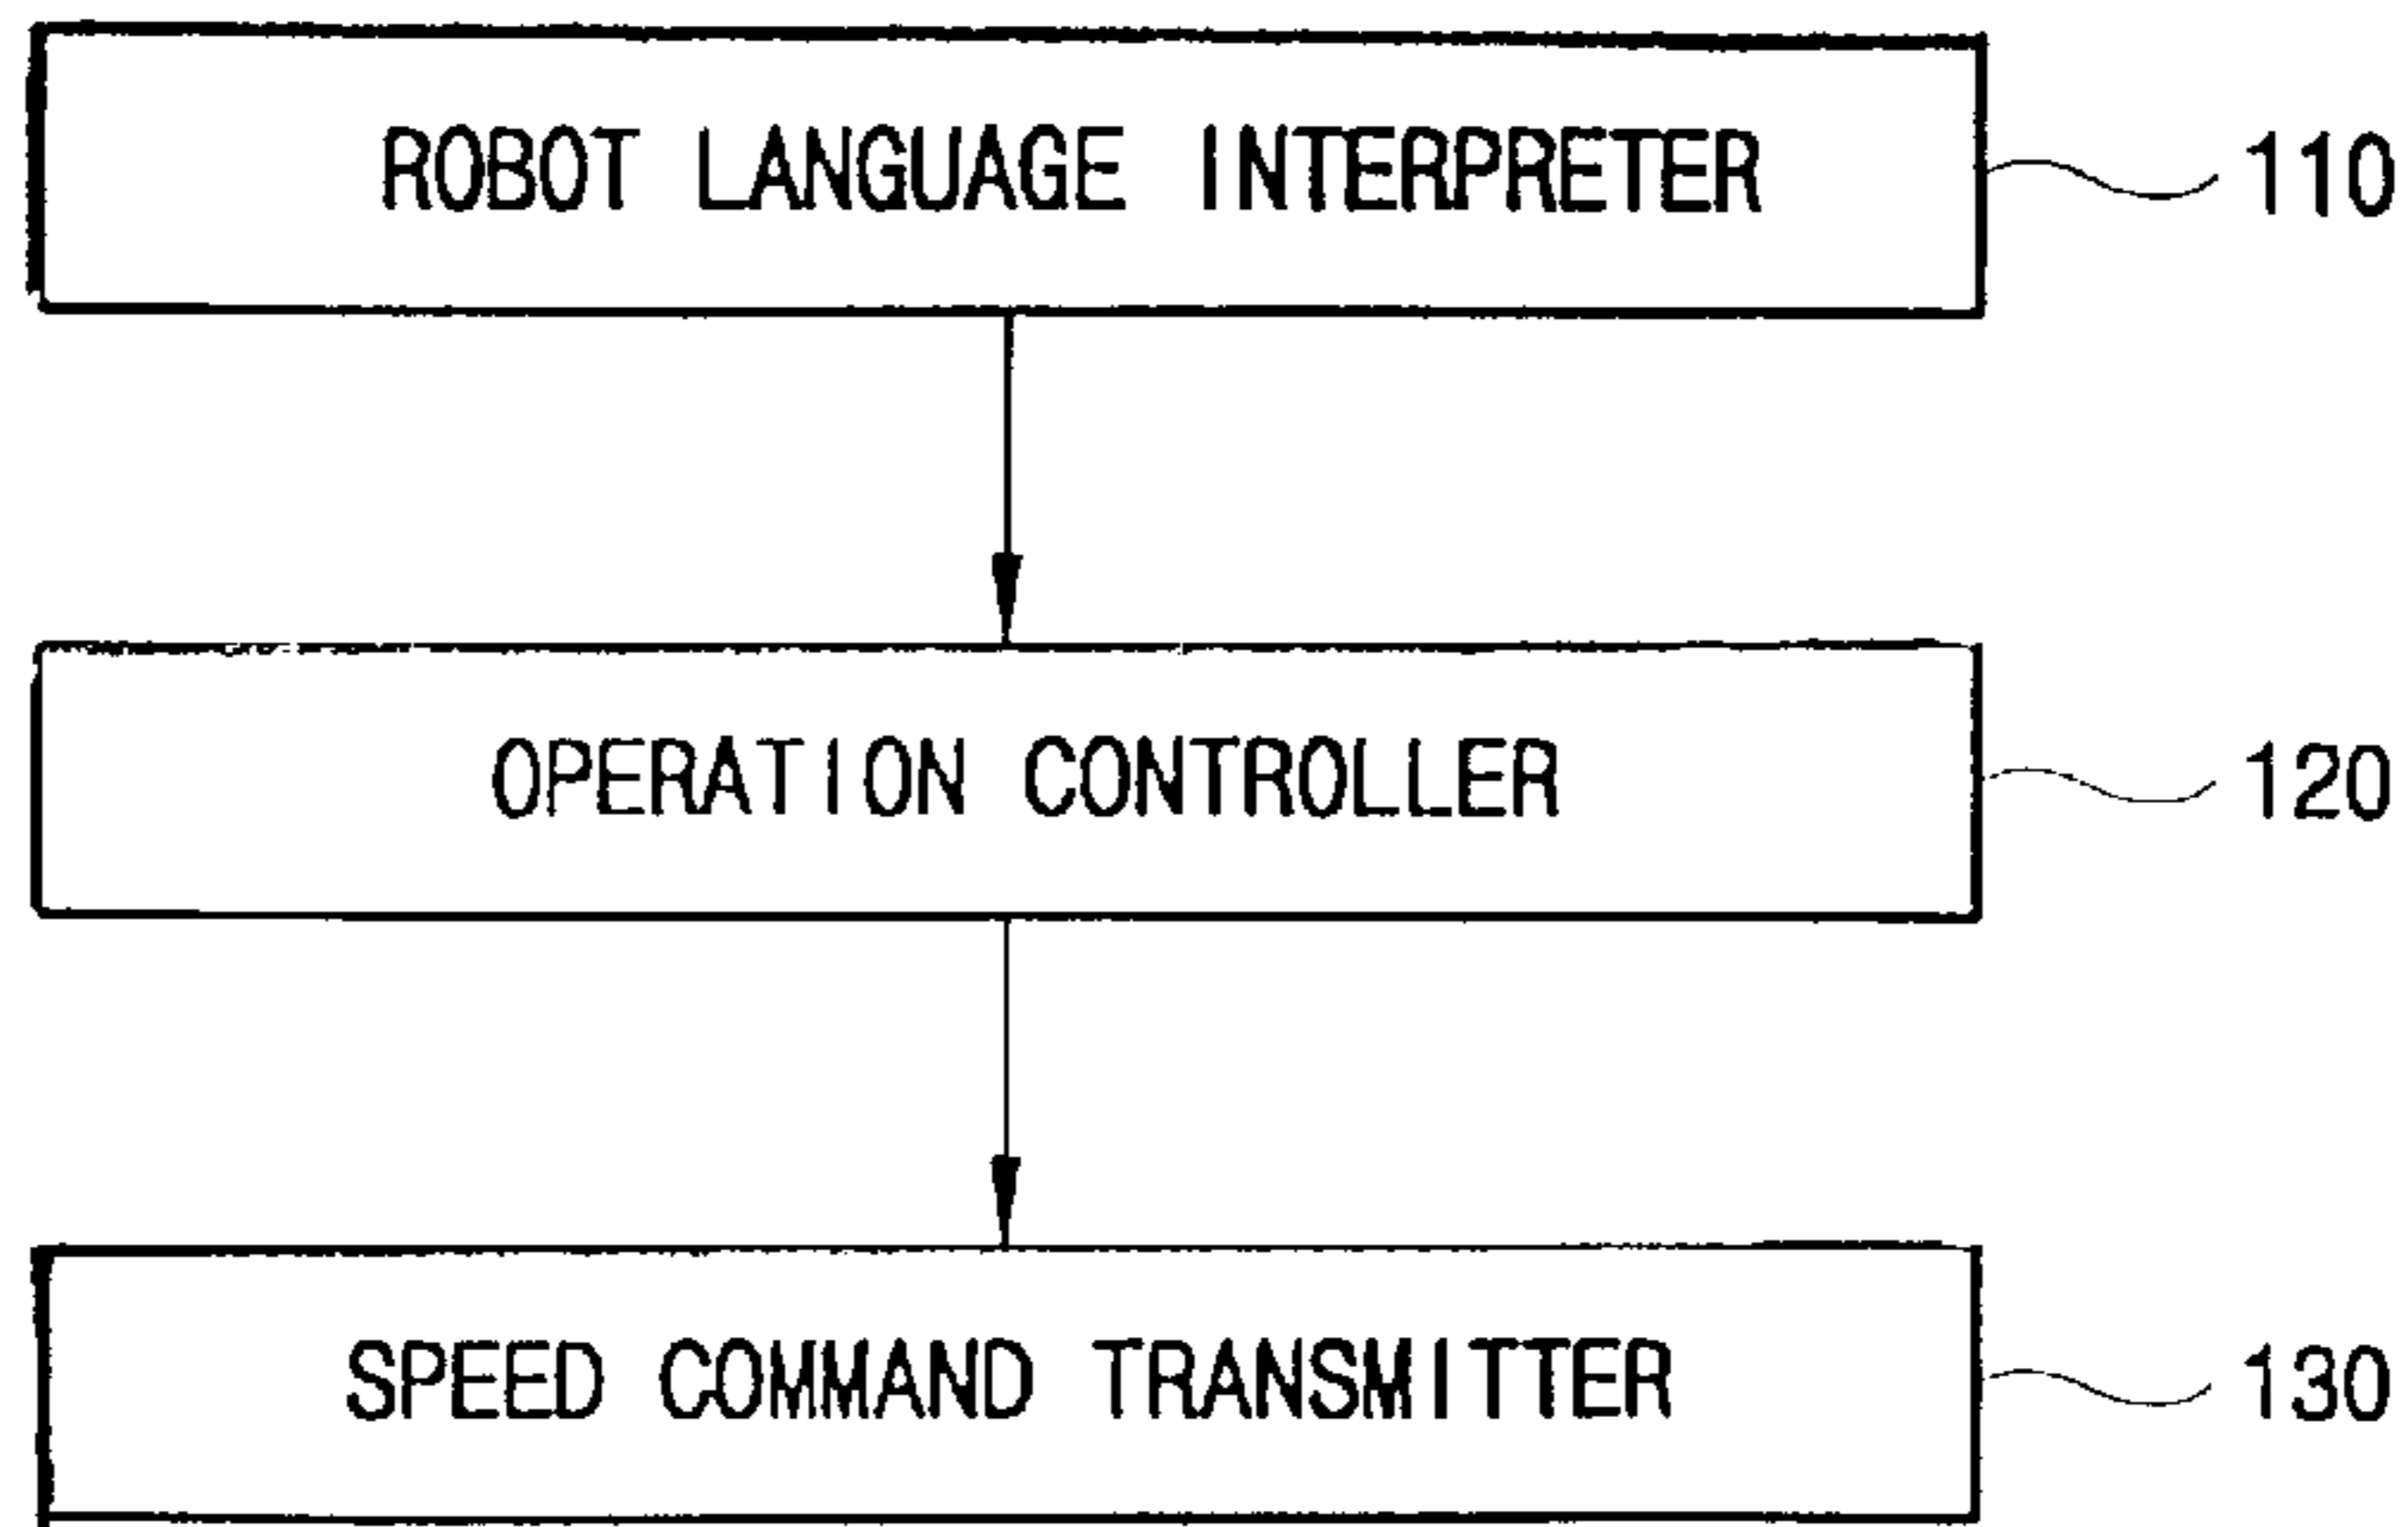 ROBOT LANGUAGE INTERPRETER 110
OPERATION CONTROLLER 120
SPEED COMMAND TRANSMITTER 130